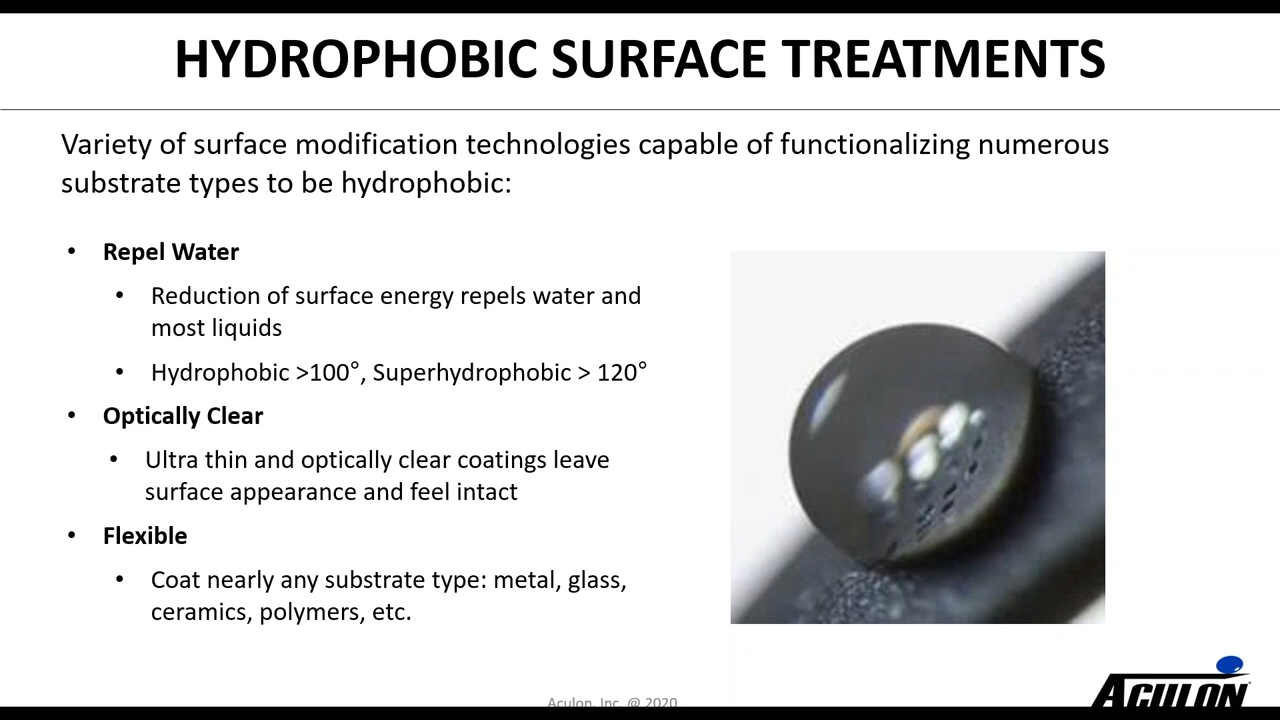 HYDROPHOBIC SURFACE TREATMENTS
Variety of surface modification technologies capable of functionalizing numerous
substrate types to be hydrophobic:
• Repel Water
• Reduction of surface energy repels water and
most liquids
• Hydrophobic >100°, Superhydrophobic > 120°
• Optically Clear
• Ultra thin and optically clear coatings leave
surface appearance and feel intact
• Flexible
• Coat nearly any substrate type: metal, glass,
ceramics, polymers, etc.
Aculon, Inc. @ 2020
ACULON